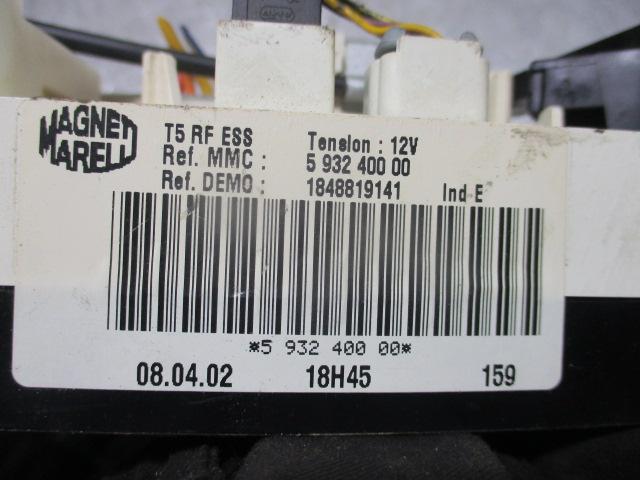 MAGNETI
MARELLI
T5 RF ESS Tension : 12V
Ref. MMC : 5 932 400 00
Ref. DEMO : 1848819141 Ind E
*5 932 400 00*
08.04.02 18H45 159